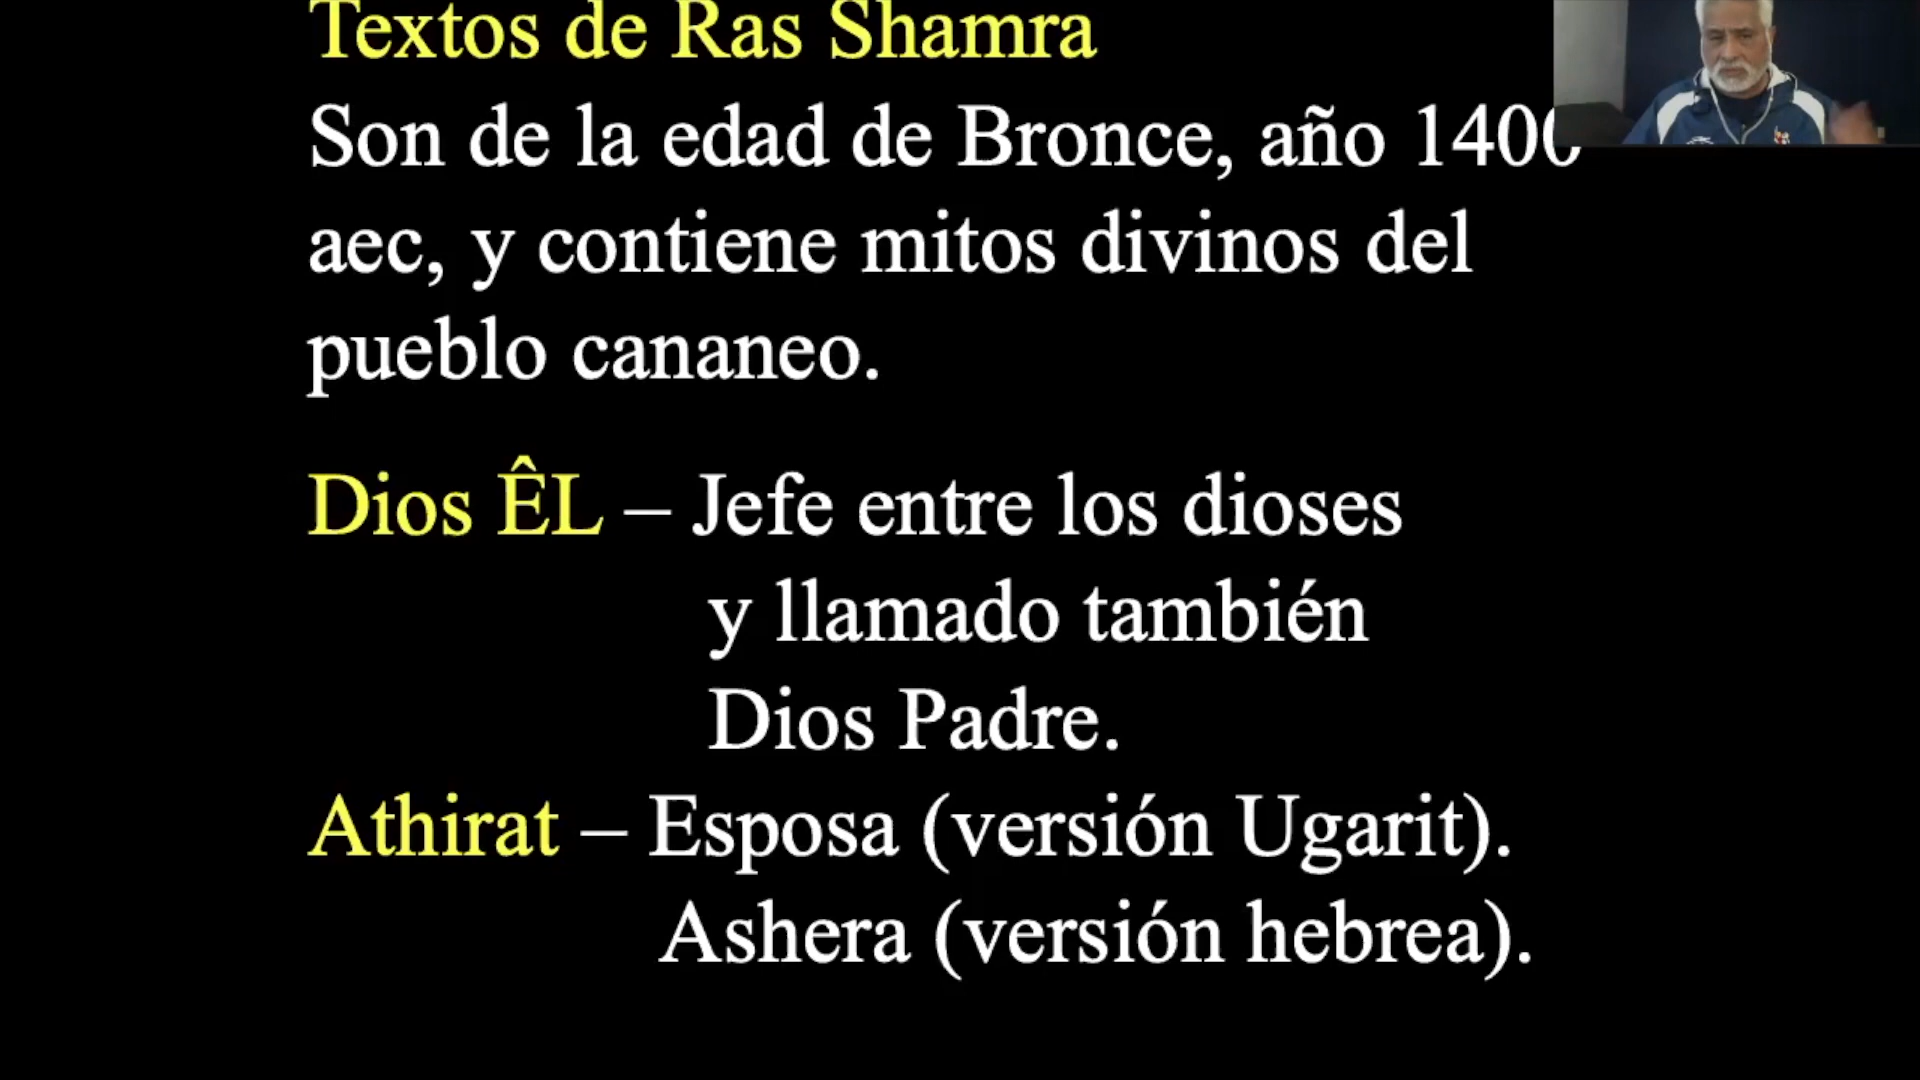 Textos de Ras Shamra
Son de la edad de Bronce, año 1400
aec, y contiene mitos divinos del
pueblo cananeo.
Dios ÊL – Jefe entre los dioses
y llamado también
Dios Padre.
Athirat – Esposa (versión Ugarit).
Ashera (versión hebrea).